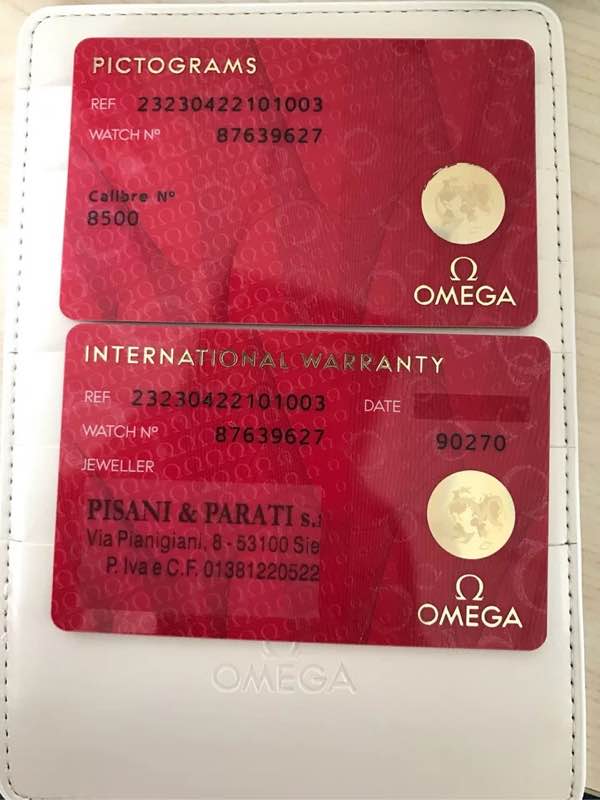 PICTOGRAMS
REF 23230422101003
WATCH Nº 87639627
Calibre Nº
8500
Ω
OMEGA
INTERNATIONAL WARRANTY
REF 23230422101003 DATE
WATCH Nº 87639627 90270
JEWELLER
PISANI & PARATI s.
Via Pianigiani, 8 - 53100 Sie
P. Iva e C.F. 01381220522
Ω
OMEGA
Ω
OMEGA